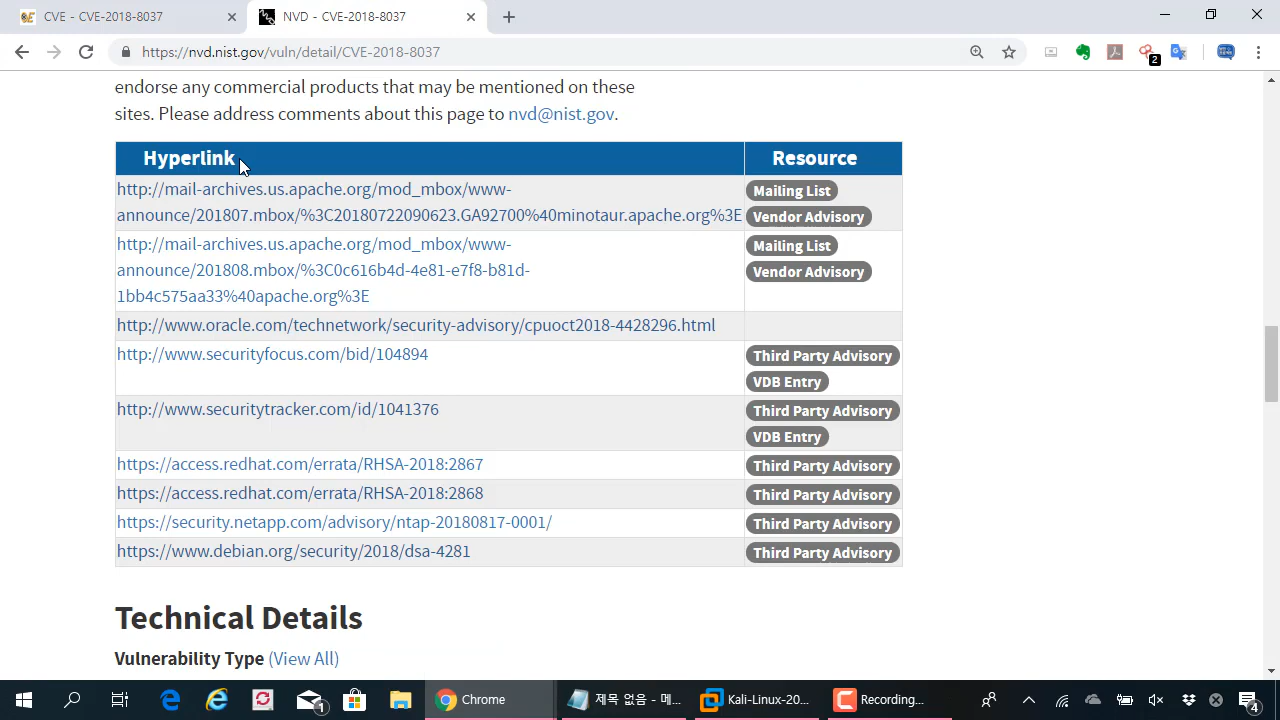 CVE - CVE-2018-8037
NVD - CVE-2018-8037
https://nvd.nist.gov/vuln/detail/CVE-2018-8037
2
endorse any commercial products that may be mentioned on these
sites. Please address comments about this page to nvd@nist.gov.
Hyperlink Resource
http://mail-archives.us.apache.org/mod_mbox/www- Mailing List
announce/201807.mbox/%3C20180722090623.GA92700%40minotaur.apache.org%3E Vendor Advisory
http://mail-archives.us.apache.org/mod_mbox/www- Mailing List
announce/201808.mbox/%3C0c616b4d-4e81-e7f8-b81d- Vendor Advisory
1bb4c575aa33%40apache.org%3E
http://www.oracle.com/technetwork/security-advisory/cpuoct2018-4428296.html
http://www.securityfocus.com/bid/104894 Third Party Advisory
VDB Entry
http://www.securitytracker.com/id/1041376 Third Party Advisory
VDB Entry
https://access.redhat.com/errata/RHSA-2018:2867 Third Party Advisory
https://access.redhat.com/errata/RHSA-2018:2868 Third Party Advisory
https://security.netapp.com/advisory/ntap-20180817-0001/ Third Party Advisory
https://www.debian.org/security/2018/dsa-4281 Third Party Advisory
Technical Details
Vulnerability Type (View All)
1 Chrome 제목 없음 - 메... Kali-Linux-20... Recording... 4